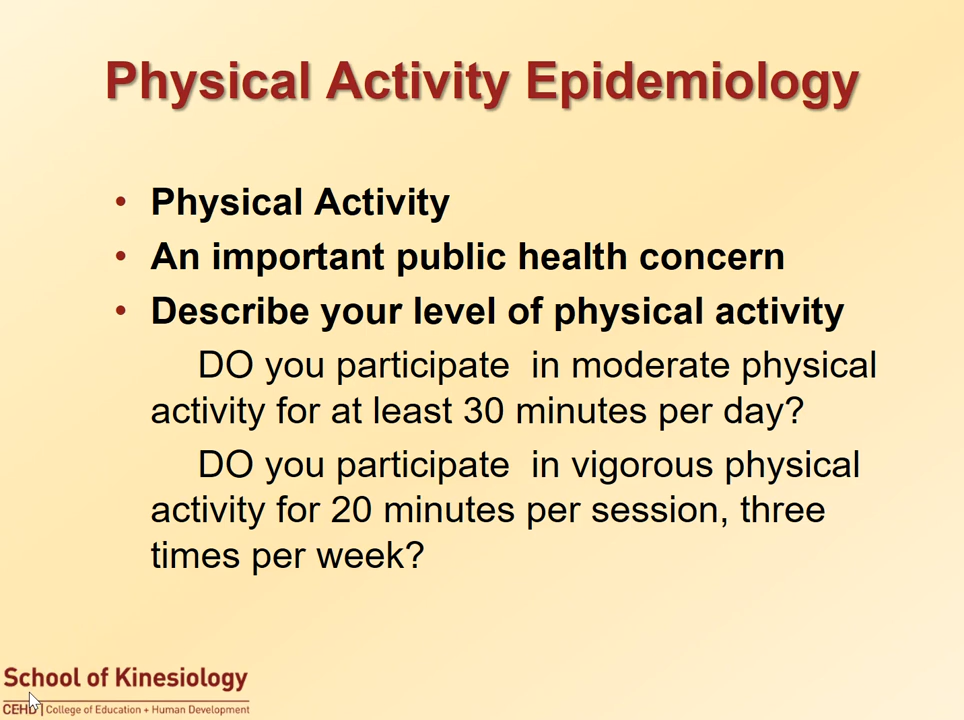 Physical Activity Epidemiology
• Physical Activity
• An important public health concern
• Describe your level of physical activity
DO you participate in moderate physical
activity for at least 30 minutes per day?
DO you participate in vigorous physical
activity for 20 minutes per session, three
times per week?
School of Kinesiology
CEHD | College of Education + Human Development